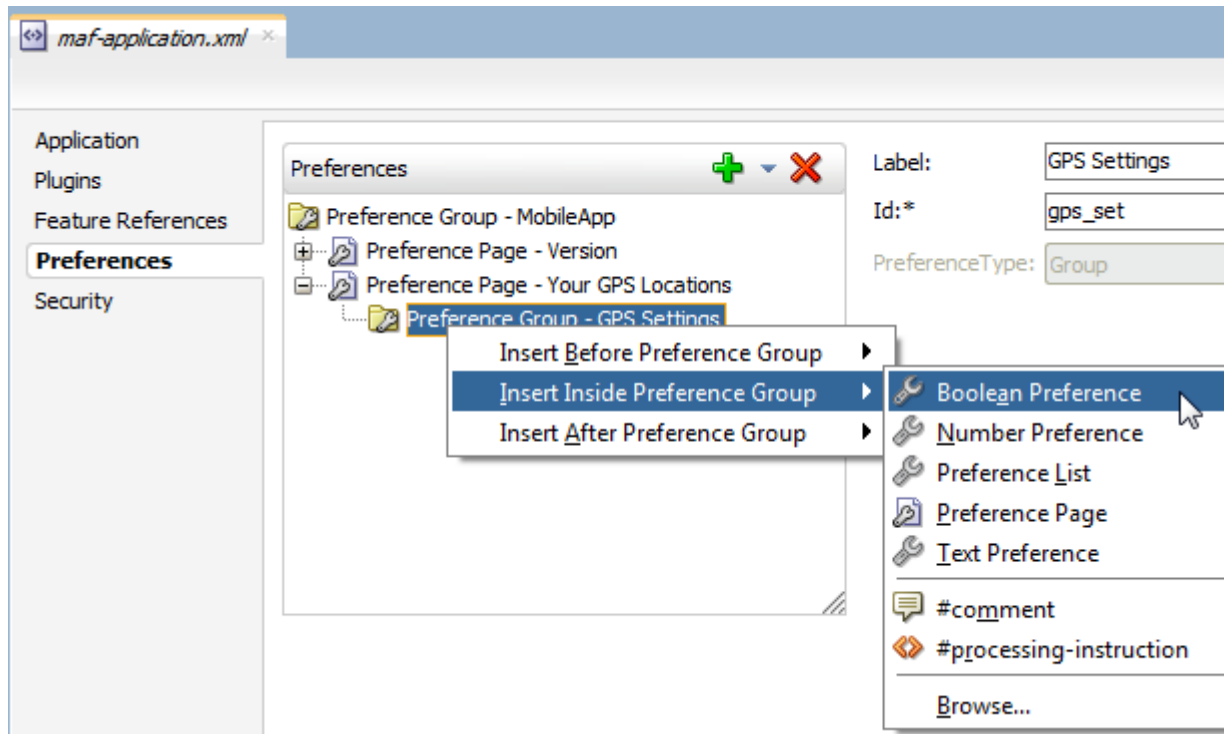 maf-application.xml
Application
Plugins
Feature References
Preferences
Security
Preferences
Preference Group - MobileApp
Preference Page - Version
Preference Page - Your GPS Locations
Preference Group - GPS Settings
Label:
GPS Settings
Id:*
gps_set
PreferenceType:
Group
Insert Before Preference Group
Insert Inside Preference Group
Insert After Preference Group
Boolean Preference
Number Preference
Preference List
Preference Page
Text Preference
#comment
#processing-instruction
Browse...